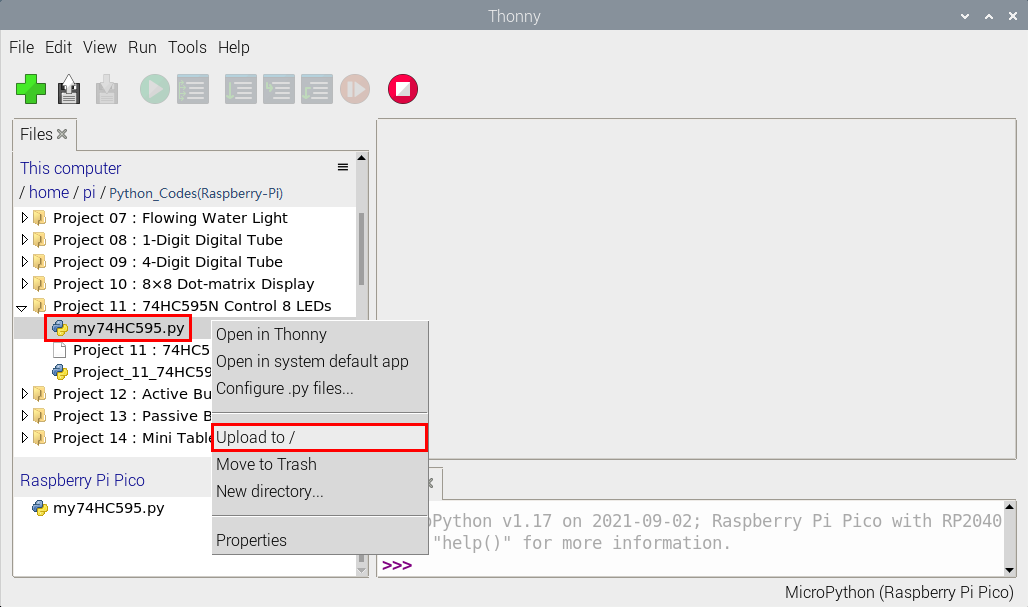 Thonny
File Edit View Run Tools Help
Files
This computer
/ home / pi / Python_Codes(Raspberry-Pi)
Project 07 : Flowing Water Light
Project 08 : 1-Digit Digital Tube
Project 09 : 4-Digit Digital Tube
Project 10 : 8×8 Dot-matrix Display
Project 11 : 74HC595N Control 8 LEDs
my74HC595.py
Project 11 : 74HC5
Project_11_74HC59
Project 12 : Active Bu
Project 13 : Passive B
Project 14 : Mini Table
Open in Thonny
Open in system default app
Configure .py files...
Upload to /
Move to Trash
New directory...
Properties
Raspberry Pi Pico
my74HC595.py
oPython v1.17 on 2021-09-02; Raspberry Pi Pico with RP2040
"help()" for more information.
>>>
MicroPython (Raspberry Pi Pico)